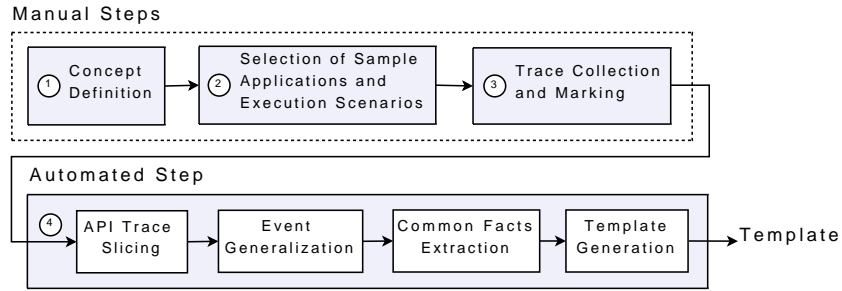 Manual Steps
1
Concept
Definition
2
Selection of Sample
Applications and
Execution Scenarios
3
Trace Collection
and Marking
Automated Step
4
API Trace
Slicing
Event
Generalization
Common Facts
Extraction
Template
Generation
Template